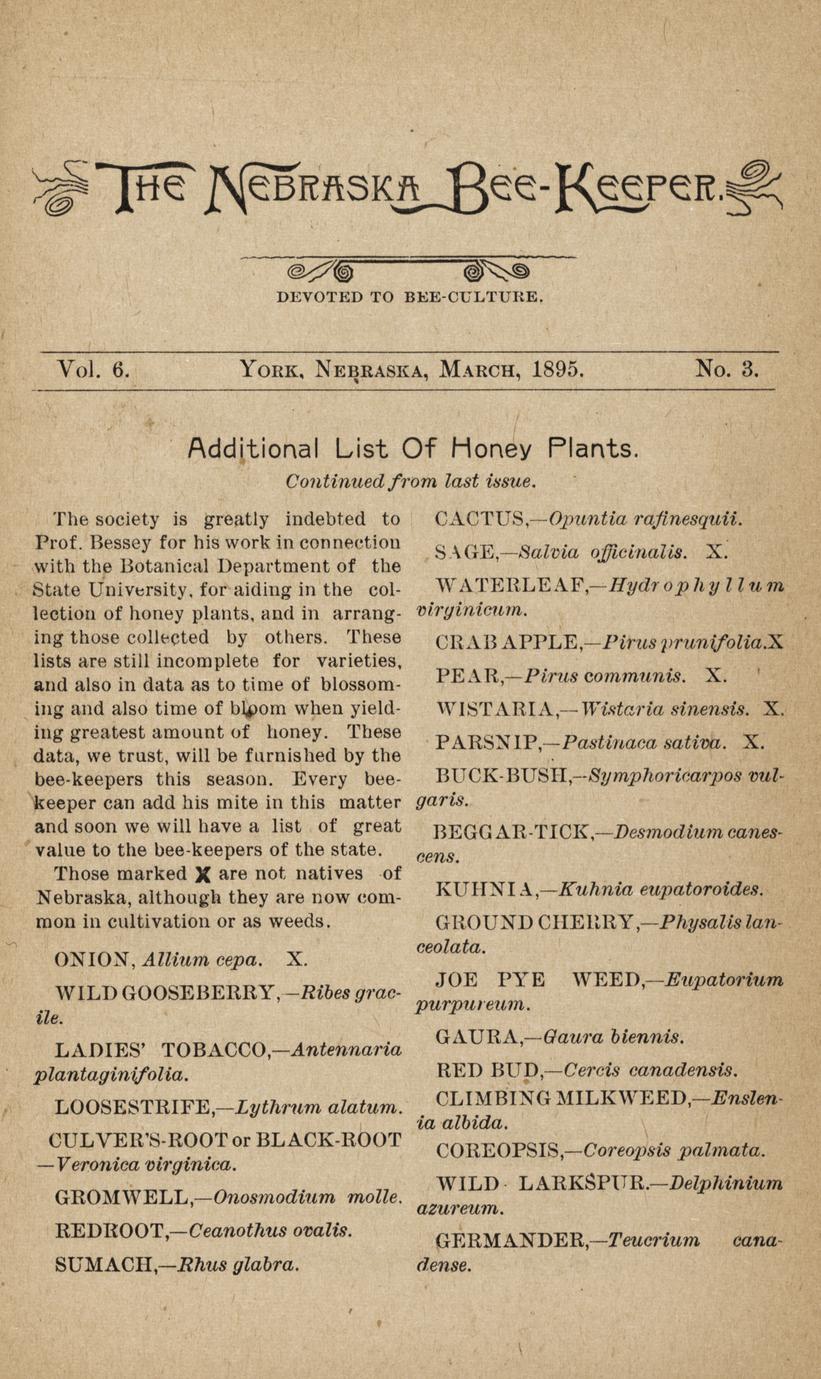 The Nebraska Bee-Keeper.
DEVOTED TO BEE-CULTURE.
Vol. 6. York, Nebraska, March, 1895. No. 3.
Additional List Of Honey Plants.
Continued from last issue.
The society is greatly indebted to
Prof. Bessey for his work in connection
with the Botanical Department of the
State University, for aiding in the col-
lection of honey plants, and in arrang-
ing those collected by others. These
lists are still incomplete for varieties,
and also in data as to time of blossom-
ing and also time of bloom when yield-
ing greatest amount of honey. These
data, we trust, will be furnished by the
bee-keepers this season. Every bee-
keeper can add his mite in this matter
and soon we will have a list of great
value to the bee-keepers of the state.
Those marked X are not natives of
Nebraska, although they are now com-
mon in cultivation or as weeds.
ONION, Allium cepa. X.
WILD GOOSEBERRY,—Ribes grac-
ile.
LADIES' TOBACCO,—Antennaria
plantaginifolia.
LOOSESTRIFE,—Lythrum alatum.
CULVER'S-ROOT or BLACK-ROOT
—Veronica virginica.
GROMWELL,—Onosmodium molle.
REDROOT,—Ceanothus ovalis.
SUMACH,—Rhus glabra.
CACTUS,—Opuntia rafinesquii.
SAGE,—Salvia officinalis. X.
WATERLEAF,—Hydrophyllum
virginicum.
CRAB APPLE,—Pirus prunifolia.X
PEAR,—Pirus communis. X.
WISTARIA,—Wistaria sinensis. X.
PARSNIP,—Pastinaca sativa. X.
BUCK-BUSH,—Symphoricarpos vul-
garis.
BEGGAR-TICK,—Desmodium canes-
cens.
KUHNIA,—Kuhnia eupatoroides.
GROUND CHERRY,—Physalis lan-
ceolata.
JOE PYE WEED,—Eupatorium
purpureum.
GAURA,—Gaura biennis.
RED BUD,—Cercis canadensis.
CLIMBING MILKWEED,—Enslen-
ia albida.
COREOPSIS,—Coreopsis palmata.
WILD LARKSPUR.—Delphinium
azureum.
GERMANDER,—Teucrium cana-
dense.